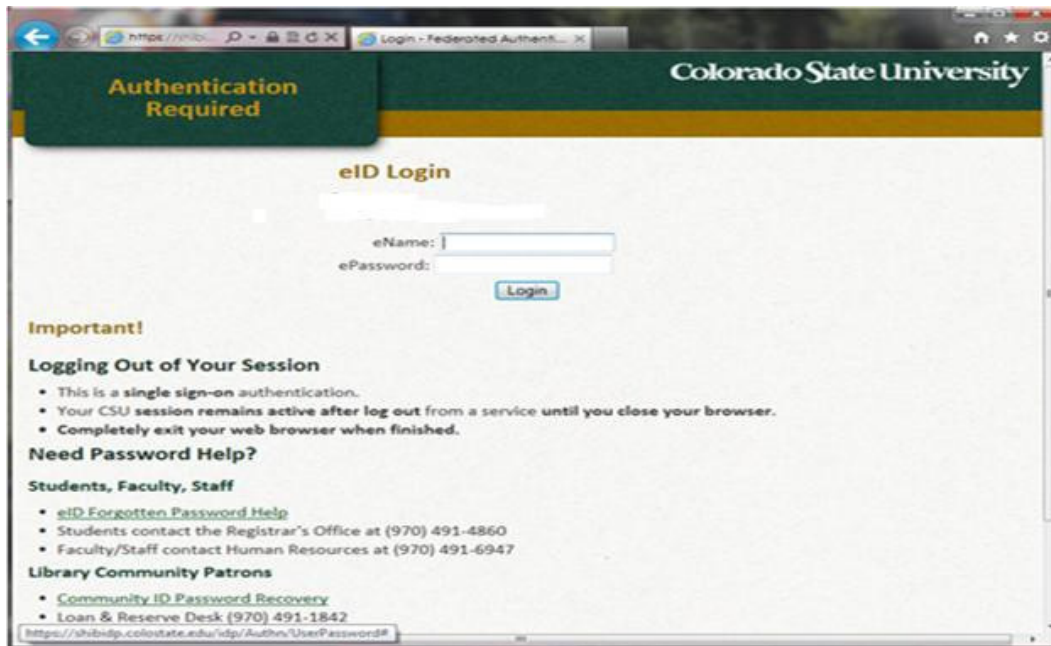 https://shib
Login - Federated Authenti...
Authentication
Required
Colorado State University
eID Login
eName:
ePassword:
Login
Important!
Logging Out of Your Session
• This is a single sign-on authentication.
• Your CSU session remains active after log out from a service until you close your browser.
• Completely exit your web browser when finished.
Need Password Help?
Students, Faculty, Staff
• eID Forgotten Password Help
• Students contact the Registrar's Office at (970) 491-4860
• Faculty/Staff contact Human Resources at (970) 491-6947
Library Community Patrons
• Community ID Password Recovery
• Loan & Reserve Desk (970) 491-1842
https://shibidp.colostate.edu/idp/Authn/UserPassword#